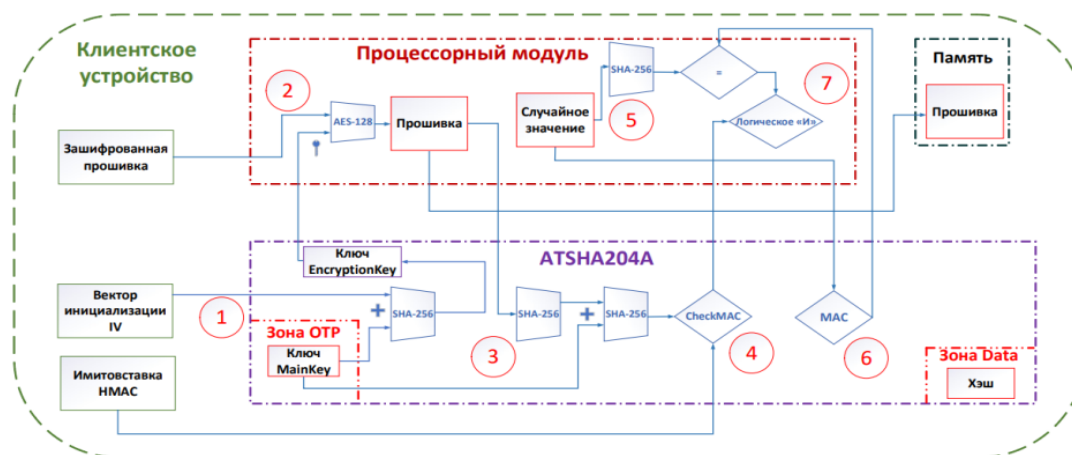 Клиентское
устройство
Процессорный модуль
Память
2
SHA-256
=
7
AES-128
Прошивка
Случайное
значение
5
Логическое «И»
Прошивка
Зашифрованная
прошивка
Ключ
EncryptionKey
ATSHA204A
Вектор
инициализации
IV
1
+
SHA-256
SHA-256
+
SHA-256
CheckMAC
MAC
Зона OTP
Ключ
MainKey
3
4
6
Зона Data
Хэш
Имитовставка
HMAC